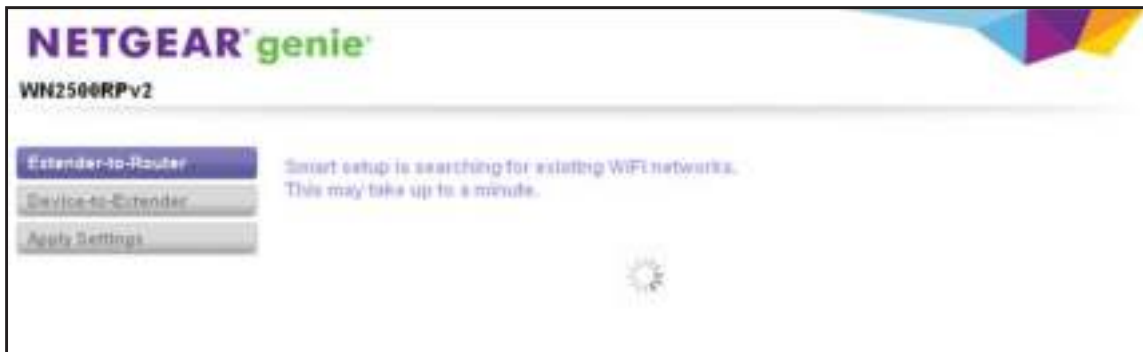 NETGEAR® genie®
WN2500RPv2
Extender-to-Router
Smart setup is searching for existing WiFi networks.
This may take up to a minute.
Device-to-Extender
Apply Settings